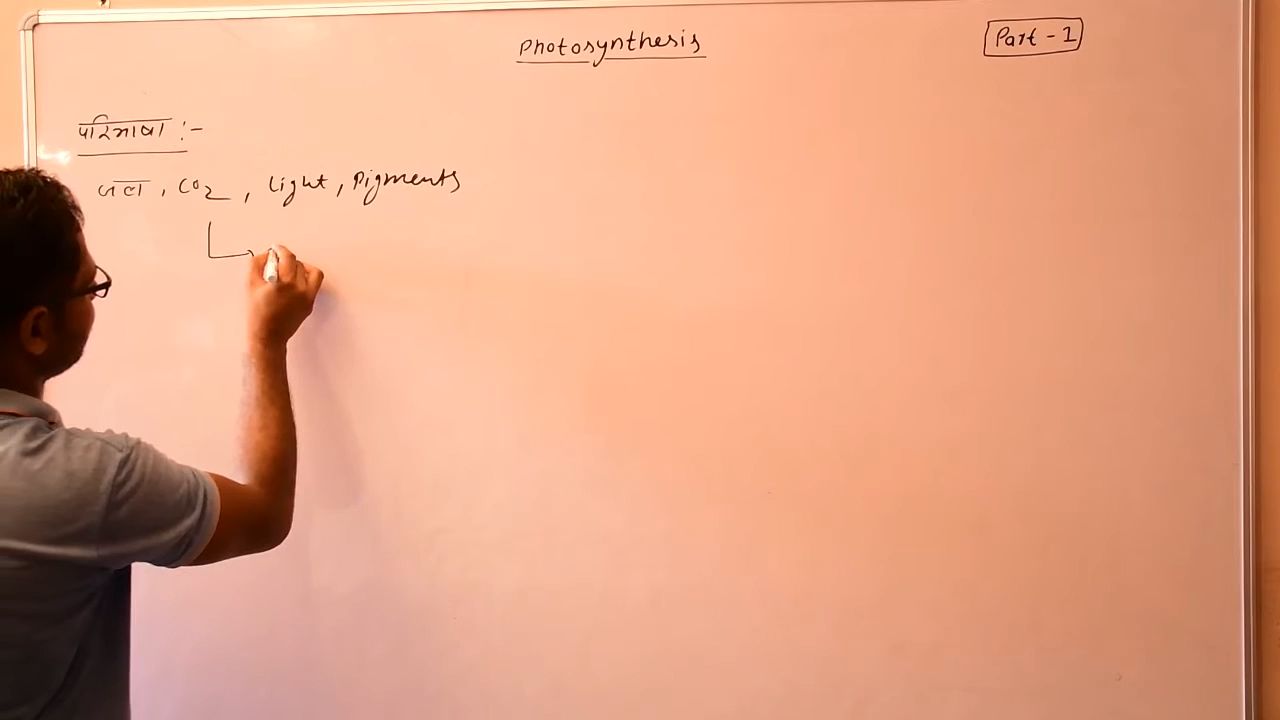 Photosynthesis
Part - 1
परिभाषा :-
जल, CO2, Light, Pigments